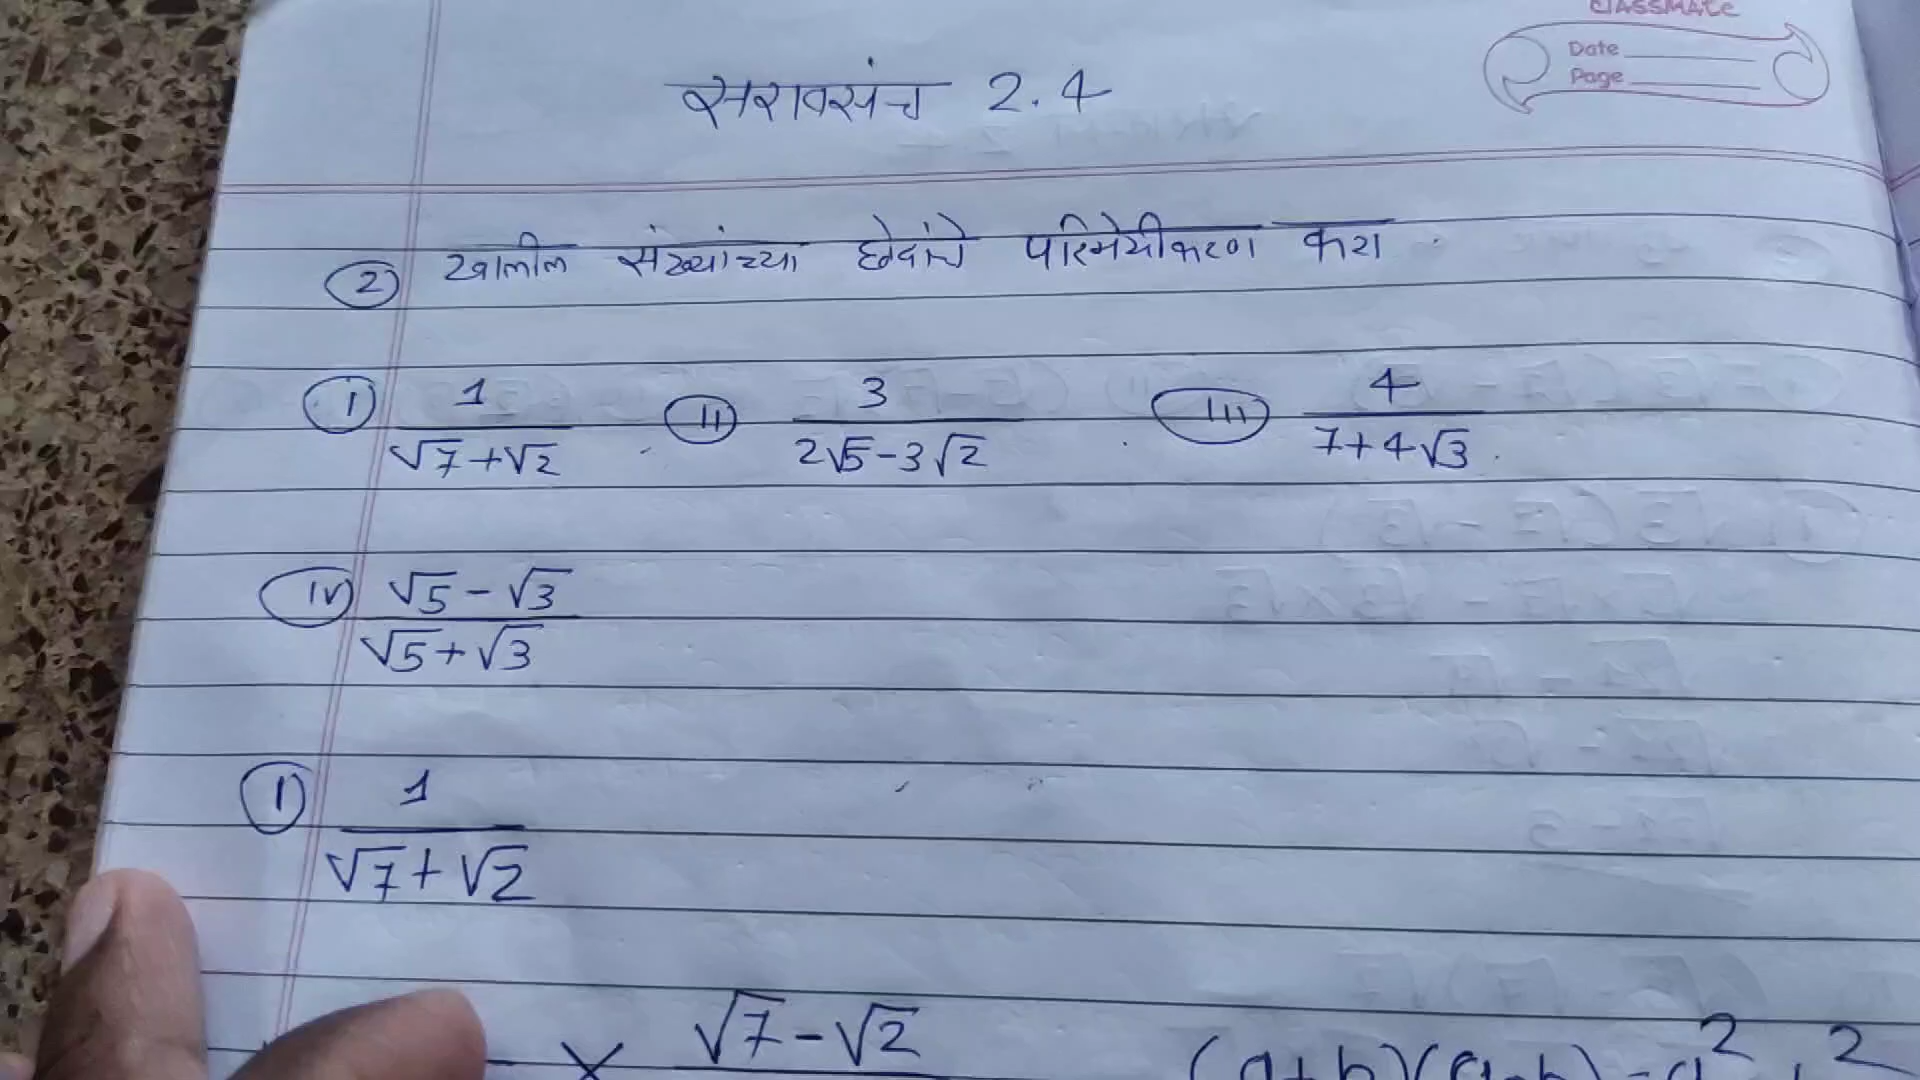 classmate
Date
Page
सरावसंच 2.4
② खालील संख्यांच्या छेदांचे परिमेयीकरण करा
(i) 1/(√7+√2) (ii) 3/(2√5-3√2) (iii) 4/(7+4√3)
(iv) (√5-√3)/(√5+√3)
(i) 1/(√7+√2)
× √7-√2